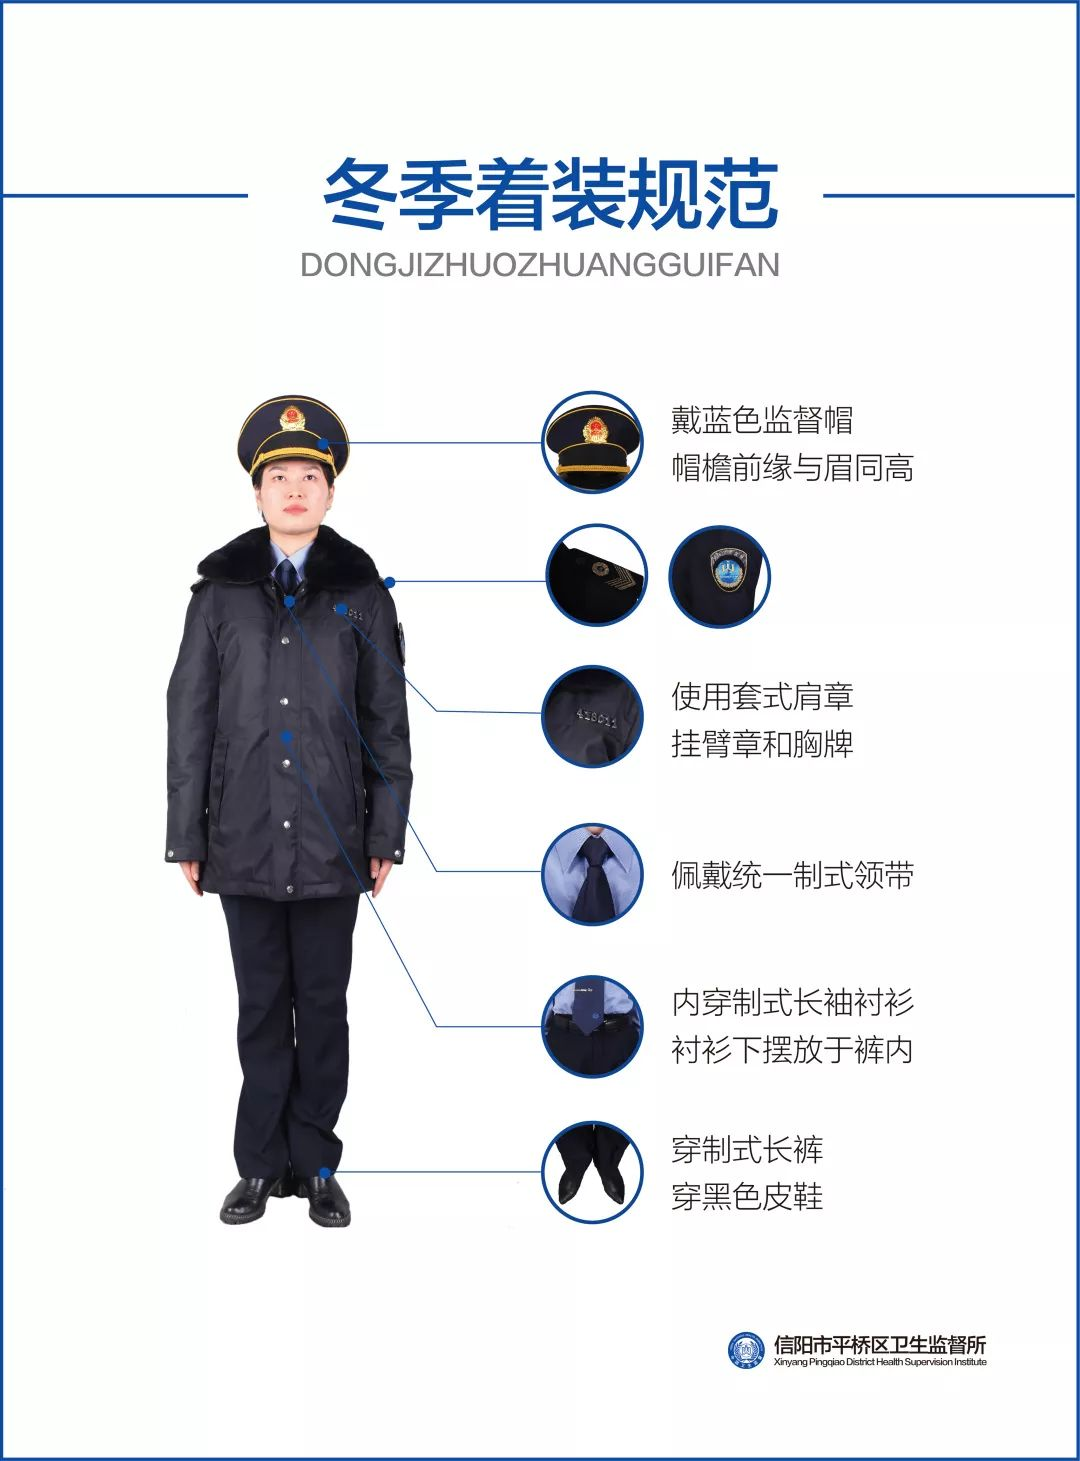 冬季着装规范
DONGJIZHUOZHUANGGUIFAN
戴蓝色监督帽
帽檐前缘与眉同高
使用套式肩章
挂臂章和胸牌
418011
佩戴统一制式领带
内穿制式长袖衬衫
衬衫下摆放于裤内
穿制式长裤
穿黑色皮鞋
信阳市平桥区卫生监督所
Xinyang Pingqiao District Health Supervision Institute